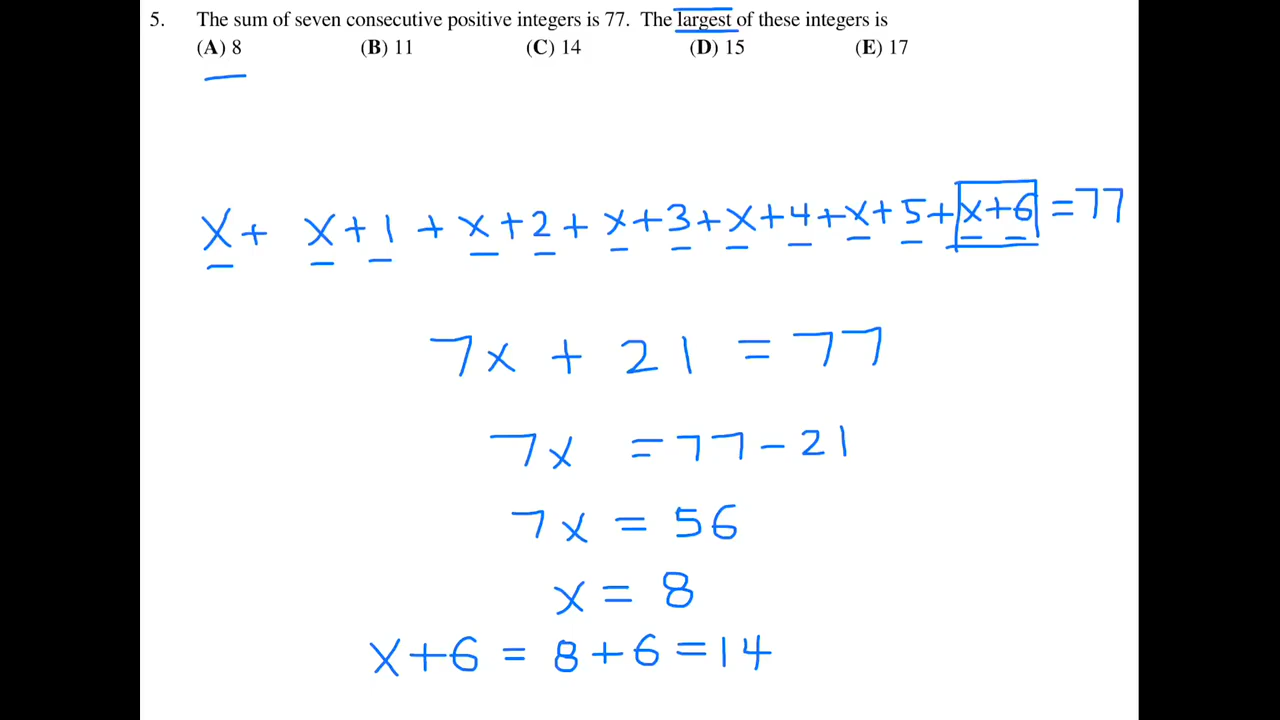 5. The sum of seven consecutive positive integers is 77. The largest of these integers is
(A) 8 (B) 11 (C) 14 (D) 15 (E) 17
x + x + 1 + x + 2 + x + 3 + x + 4 + x + 5 + x + 6 = 77
7x + 21 = 77
7x = 77 - 21
7x = 56
x = 8
x + 6 = 8 + 6 = 14